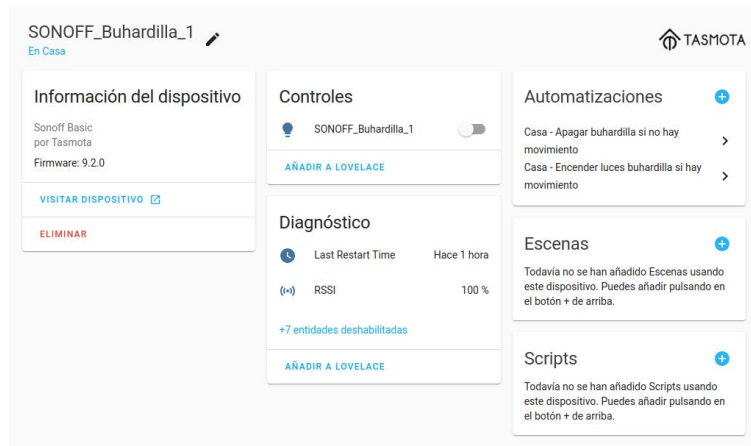 SONOFF_Buhardilla_1
En Casa
TASMOTA
Información del dispositivo
Sonoff Basic
por Tasmota
Firmware: 9.2.0
VISITAR DISPOSITIVO
ELIMINAR
Controles
SONOFF_Buhardilla_1
AÑADIR A LOVELACE
Diagnóstico
Last Restart Time Hace 1 hora
RSSI 100 %
+7 entidades deshabilitadas
AÑADIR A LOVELACE
Automatizaciones
Casa - Apagar buhardilla si no hay
movimiento
Casa - Encender luces buhardilla si hay
movimiento
Escenas
Todavía no se han añadido Escenas usando
este dispositivo. Puedes añadir pulsando en
el botón + de arriba.
Scripts
Todavía no se han añadido Scripts usando
este dispositivo. Puedes añadir pulsando en
el botón + de arriba.